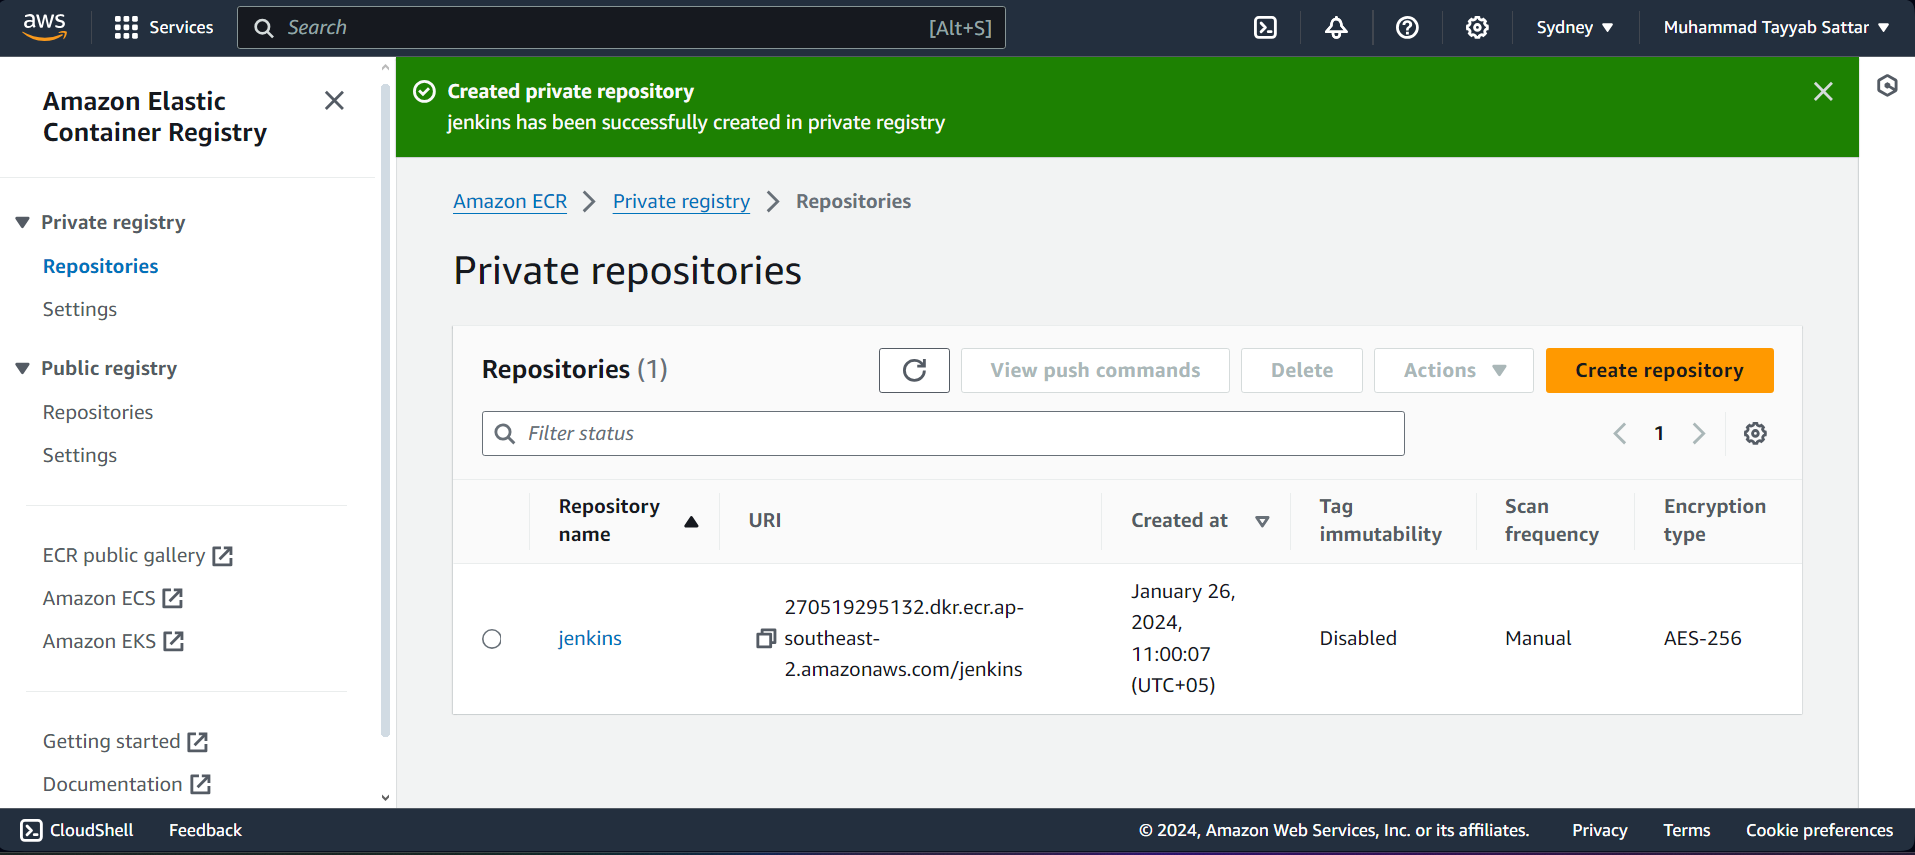 aws
Services
Search
[Alt+S]
Sydney
Muhammad Tayyab Sattar
Amazon Elastic
Container Registry
Private registry
Repositories
Settings
Public registry
Repositories
Settings
ECR public gallery
Amazon ECS
Amazon EKS
Getting started
Documentation
Created private repository
jenkins has been successfully created in private registry
Amazon ECR
Private registry
Repositories
Private repositories
Repositories (1)
View push commands
Delete
Actions
Create repository
Filter status
1
Repository
name
URI
Created at
Tag
immutability
Scan
frequency
Encryption
type
jenkins
270519295132.dkr.ecr.ap-
southeast-
2.amazonaws.com/jenkins
January 26,
2024,
11:00:07
(UTC+05)
Disabled
Manual
AES-256
CloudShell
Feedback
© 2024, Amazon Web Services, Inc. or its affiliates.
Privacy
Terms
Cookie preferences